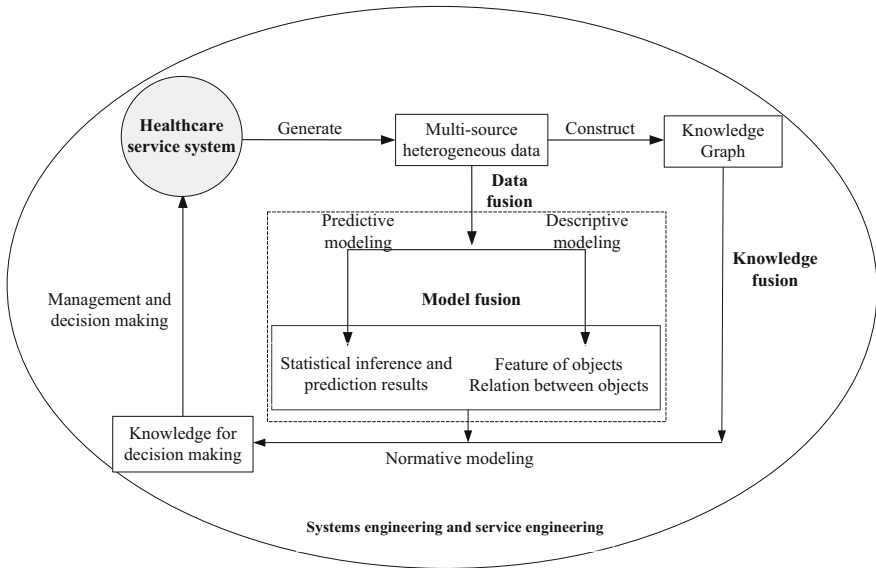 Healthcare
service system
Generate
Multi-source
heterogeneous data
Construct
Knowledge
Graph
Data
fusion
Predictive
modeling
Descriptive
modeling
Knowledge
fusion
Model fusion
Management and
decision making
Statistical inference and
prediction results
Feature of objects
Relation between objects
Knowledge for
decision making
Normative modeling
Systems engineering and service engineering